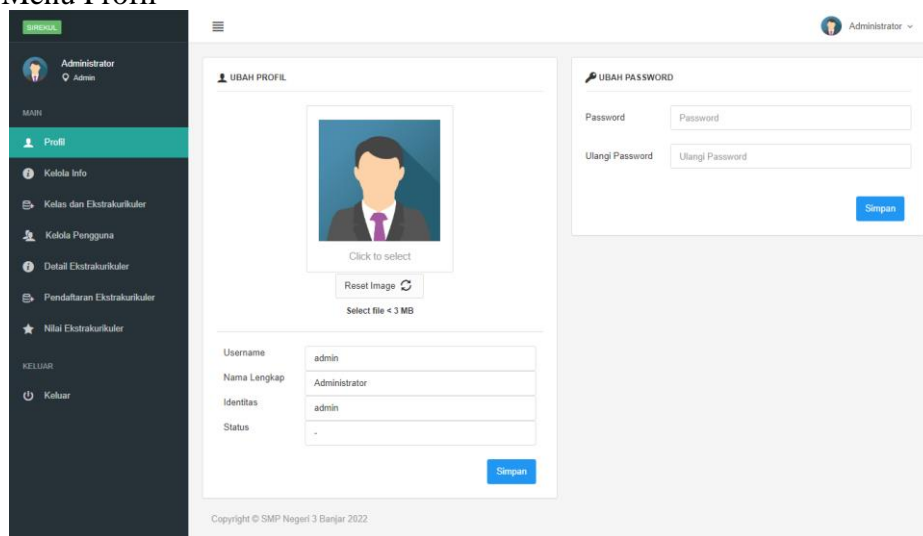 Menu Profil
SIREKUL
Administrator
Administrator
Admin
MAIN
Profil
Kelola Info
Kelas dan Ekstrakurikuler
Kelola Pengguna
Detail Ekstrakurikuler
Pendaftaran Ekstrakurikuler
Nilai Ekstrakurikuler
KELUAR
Keluar
UBAH PROFIL
Click to select
Reset Image
Select file < 3 MB
Username admin
Nama Lengkap Administrator
Identitas admin
Status -
Simpan
UBAH PASSWORD
Password Password
Ulangi Password Ulangi Password
Simpan
Copyright © SMP Negeri 3 Banjar 2022